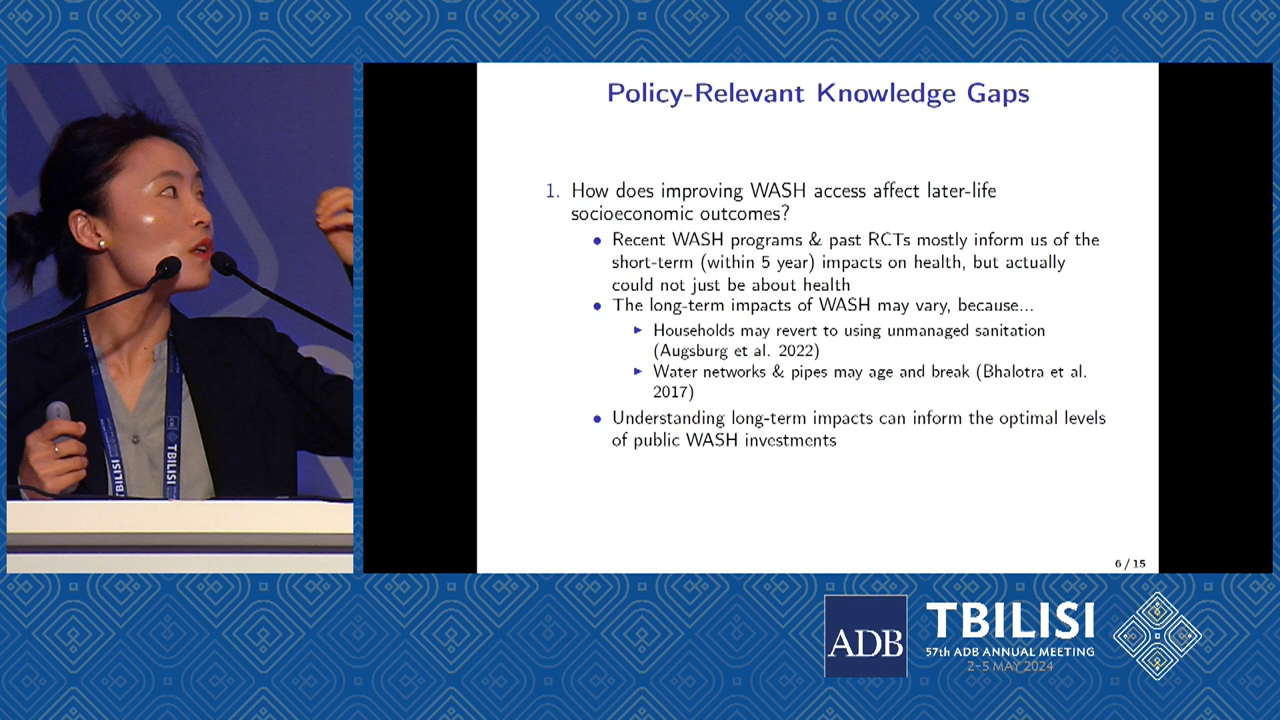 Policy-Relevant Knowledge Gaps
1. How does improving WASH access affect later-life
socioeconomic outcomes?
• Recent WASH programs & past RCTs mostly inform us of the
short-term (within 5 year) impacts on health, but actually
could not just be about health
• The long-term impacts of WASH may vary, because...
▶ Households may revert to using unmanaged sanitation
(Augsburg et al. 2022)
▶ Water networks & pipes may age and break (Bhalotra et al.
2017)
• Understanding long-term impacts can inform the optimal levels
of public WASH investments
6 / 15
TBILISI
TBILISI
ADB
TBILISI
57th ADB ANNUAL MEETING
2–5 MAY 2024